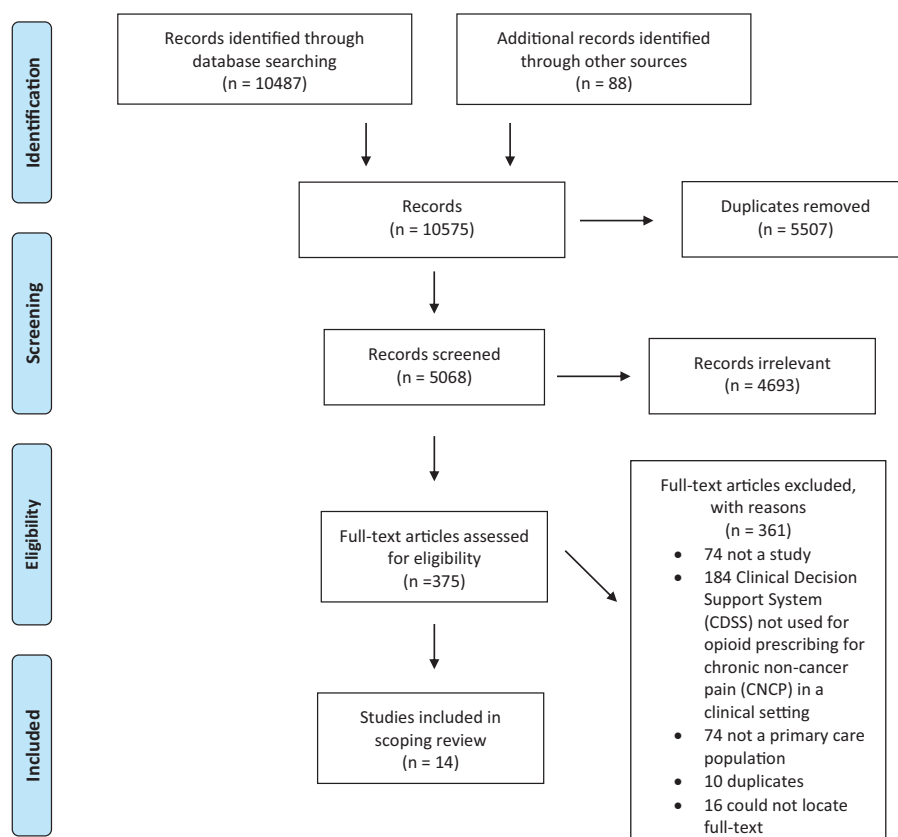 Identification
Records identified through
database searching
(n = 10487)
Additional records identified
through other sources
(n = 88)
Records
(n = 10575)
Duplicates removed
(n = 5507)
Screening
Records screened
(n = 5068)
Records irrelevant
(n = 4693)
Eligibility
Full-text articles assessed
for eligibility
(n =375)
Full-text articles excluded,
with reasons
(n = 361)
• 74 not a study
• 184 Clinical Decision
Support System
(CDSS) not used for
opioid prescribing for
chronic non-cancer
pain (CNCP) in a
clinical setting
• 74 not a primary care
population
• 10 duplicates
• 16 could not locate
full-text
Included
Studies included in
scoping review
(n = 14)